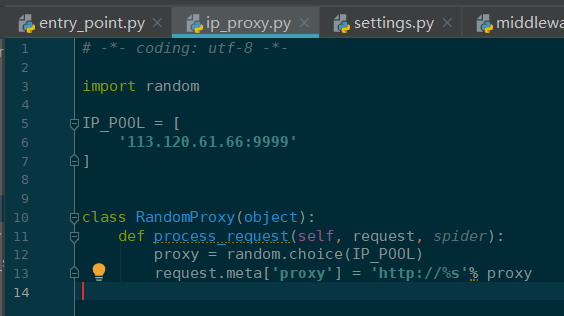 entry_point.py × ip_proxy.py × settings.py × middlewa
1 # -*- coding: utf-8 -*-
2
3 import random
4
5 IP_POOL = [
6     '113.120.61.66:9999'
7 ]
8
9
10 class RandomProxy(object):
11     def process_request(self, request, spider):
12         proxy = random.choice(IP_POOL)
13         request.meta['proxy'] = 'http://%s'% proxy
14